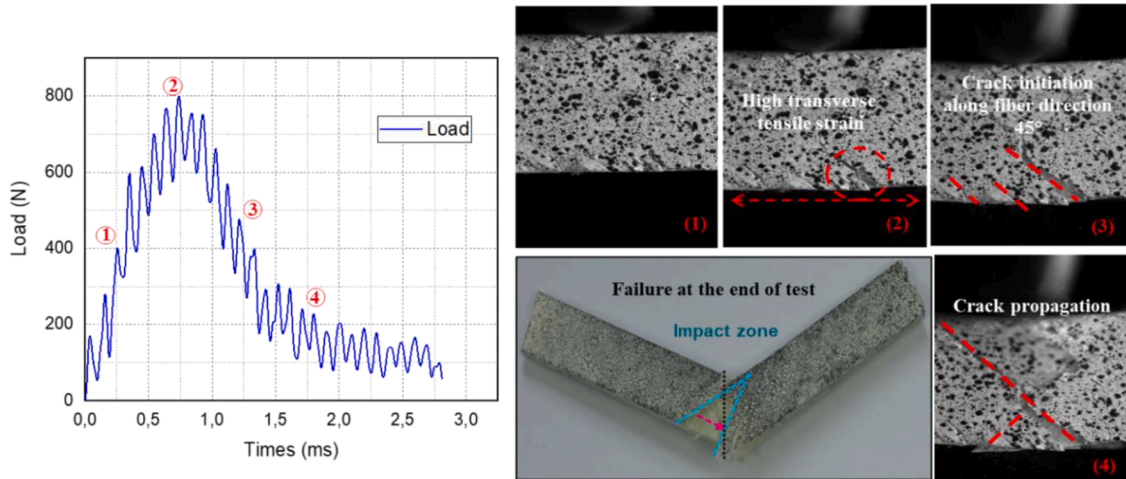 800
600
400
200
0
Load (N)
0,0
0,5
1,0
1,5
2,0
2,5
3,0
Times (ms)
Load
1
2
3
4
(1)
High transverse
tensile strain
(2)
Crack initiation
along fiber direction
45°
(3)
Failure at the end of test
Impact zone
Crack propagation
(4)